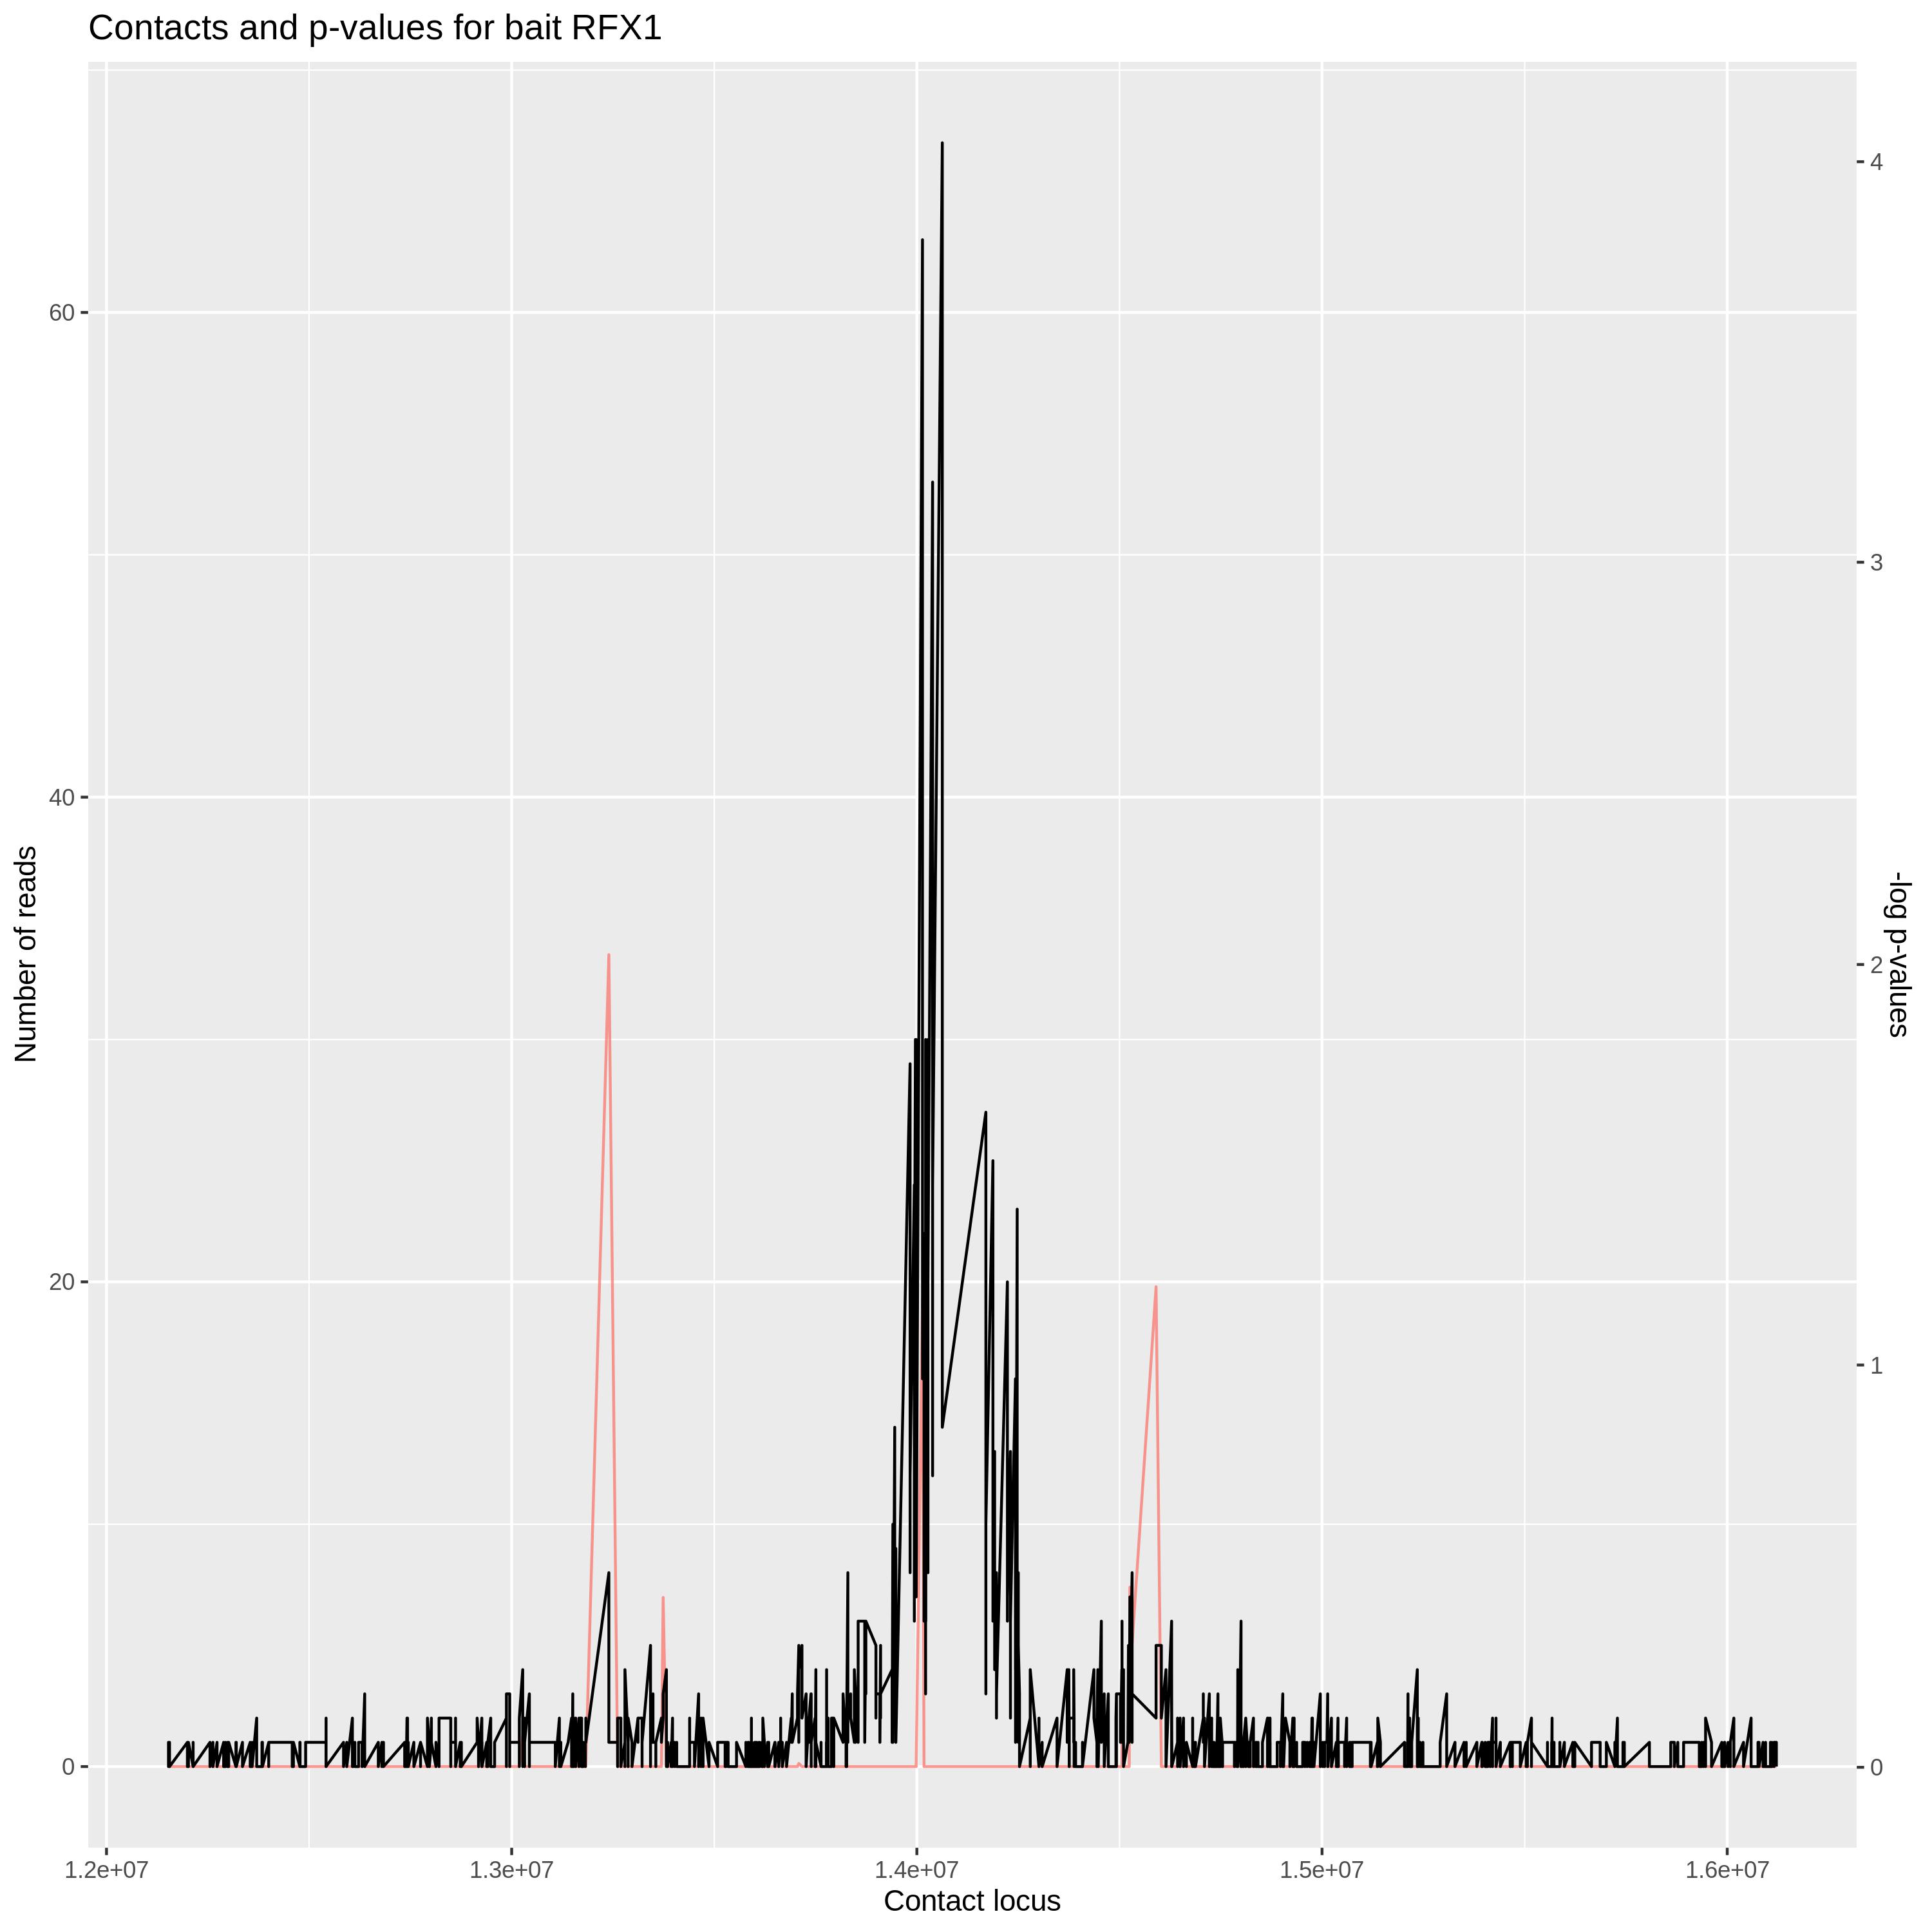 Contacts and p-values for bait RFX1
Number of reads
60
40
20
0
4
3
2
1
0
-log p-values
1.2e+07
1.3e+07
1.4e+07
1.5e+07
1.6e+07
Contact locus